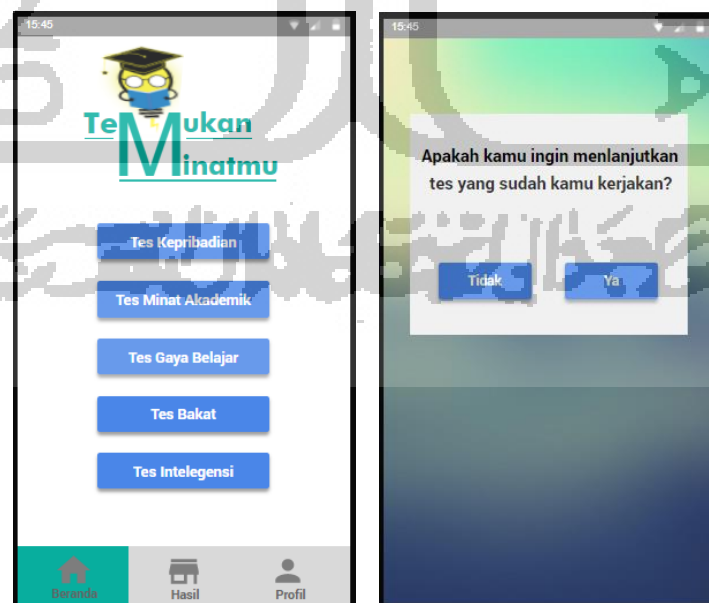 15:45
TeMukan
Minatmu
Tes Kepribadian
Tes Minat Akademik
Tes Gaya Belajar
Tes Bakat
Tes Intelegensi
Beranda
Hasil
Profil
15:45
Apakah kamu ingin menlanjutkan
tes yang sudah kamu kerjakan?
Tidak
Ya